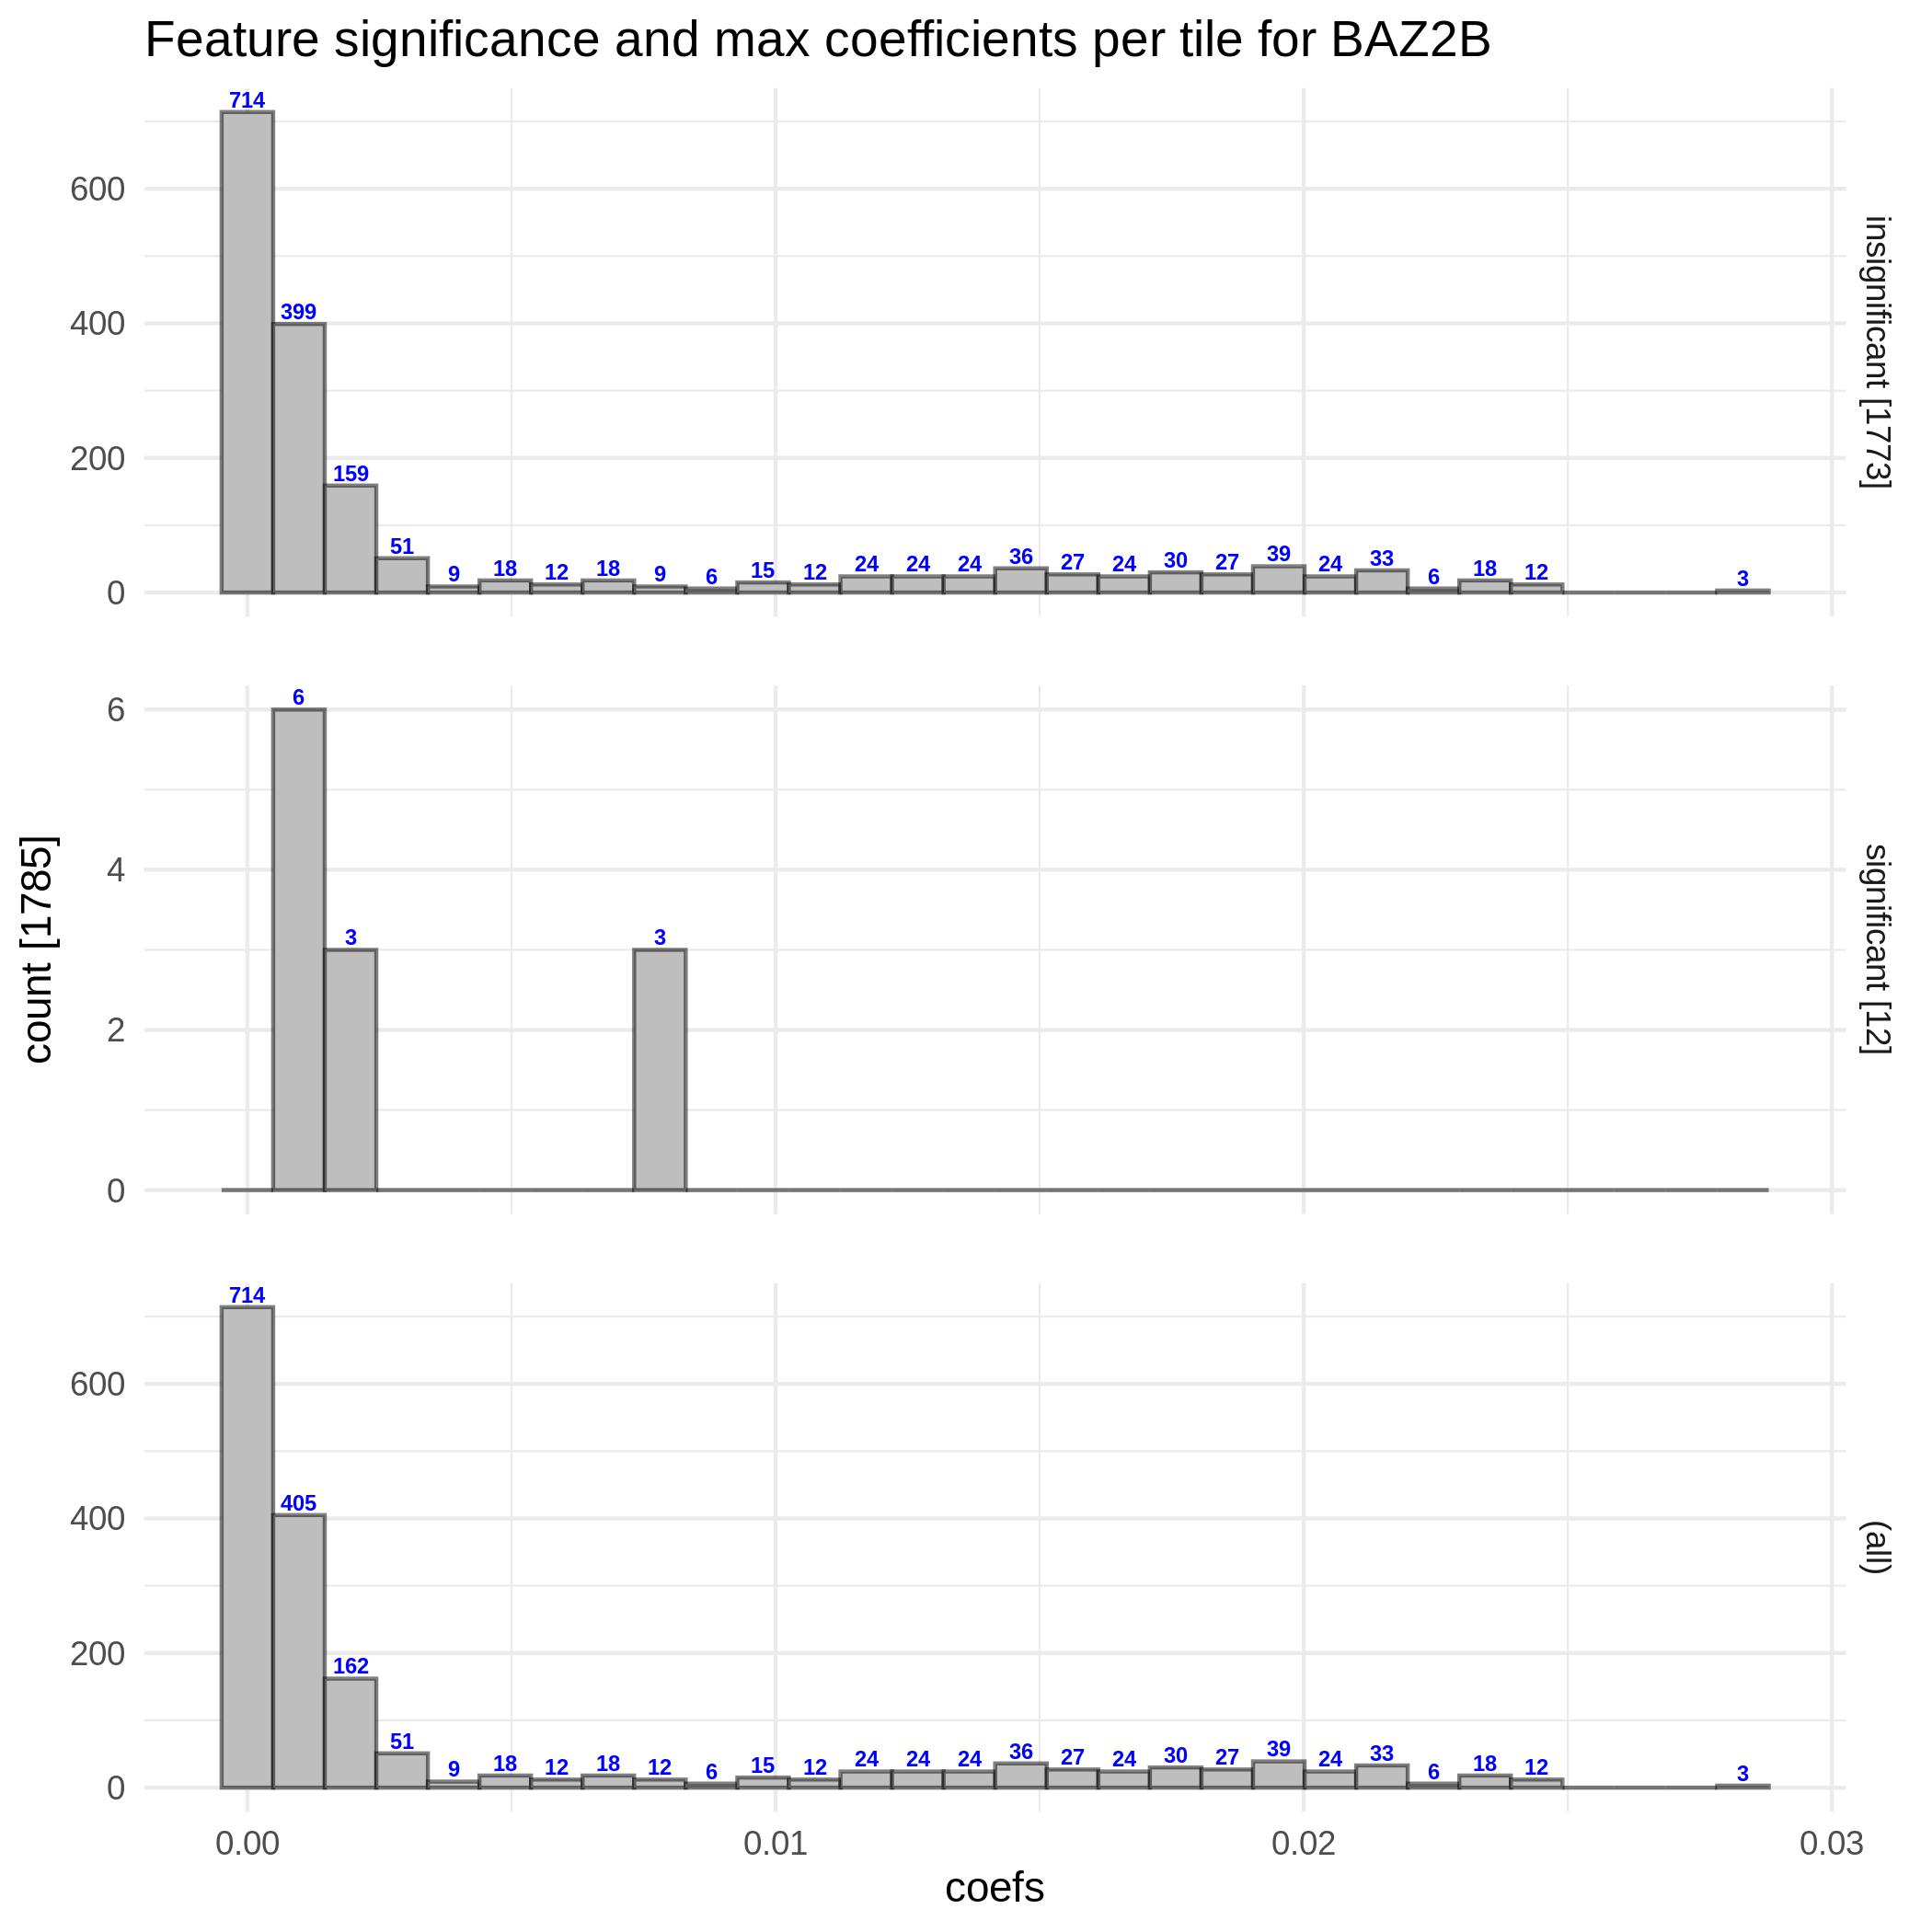 Feature significance and max coefficients per tile for BAZ2B
714
600
399
400
insignificant [1773]
200
159
51
9 18 12 18 9 6 15 12 24 24 24 36 27 24 30 27 39 24 33 6 18 12 3
0
6
6
4
3 3
2
0
significant [12]
count [1785]
714
600
405
400
(all)
200
162
51
9 18 12 18 12 6 15 12 24 24 24 36 27 24 30 27 39 24 33 6 18 12 3
0
0.00 0.01 0.02 0.03
coefs